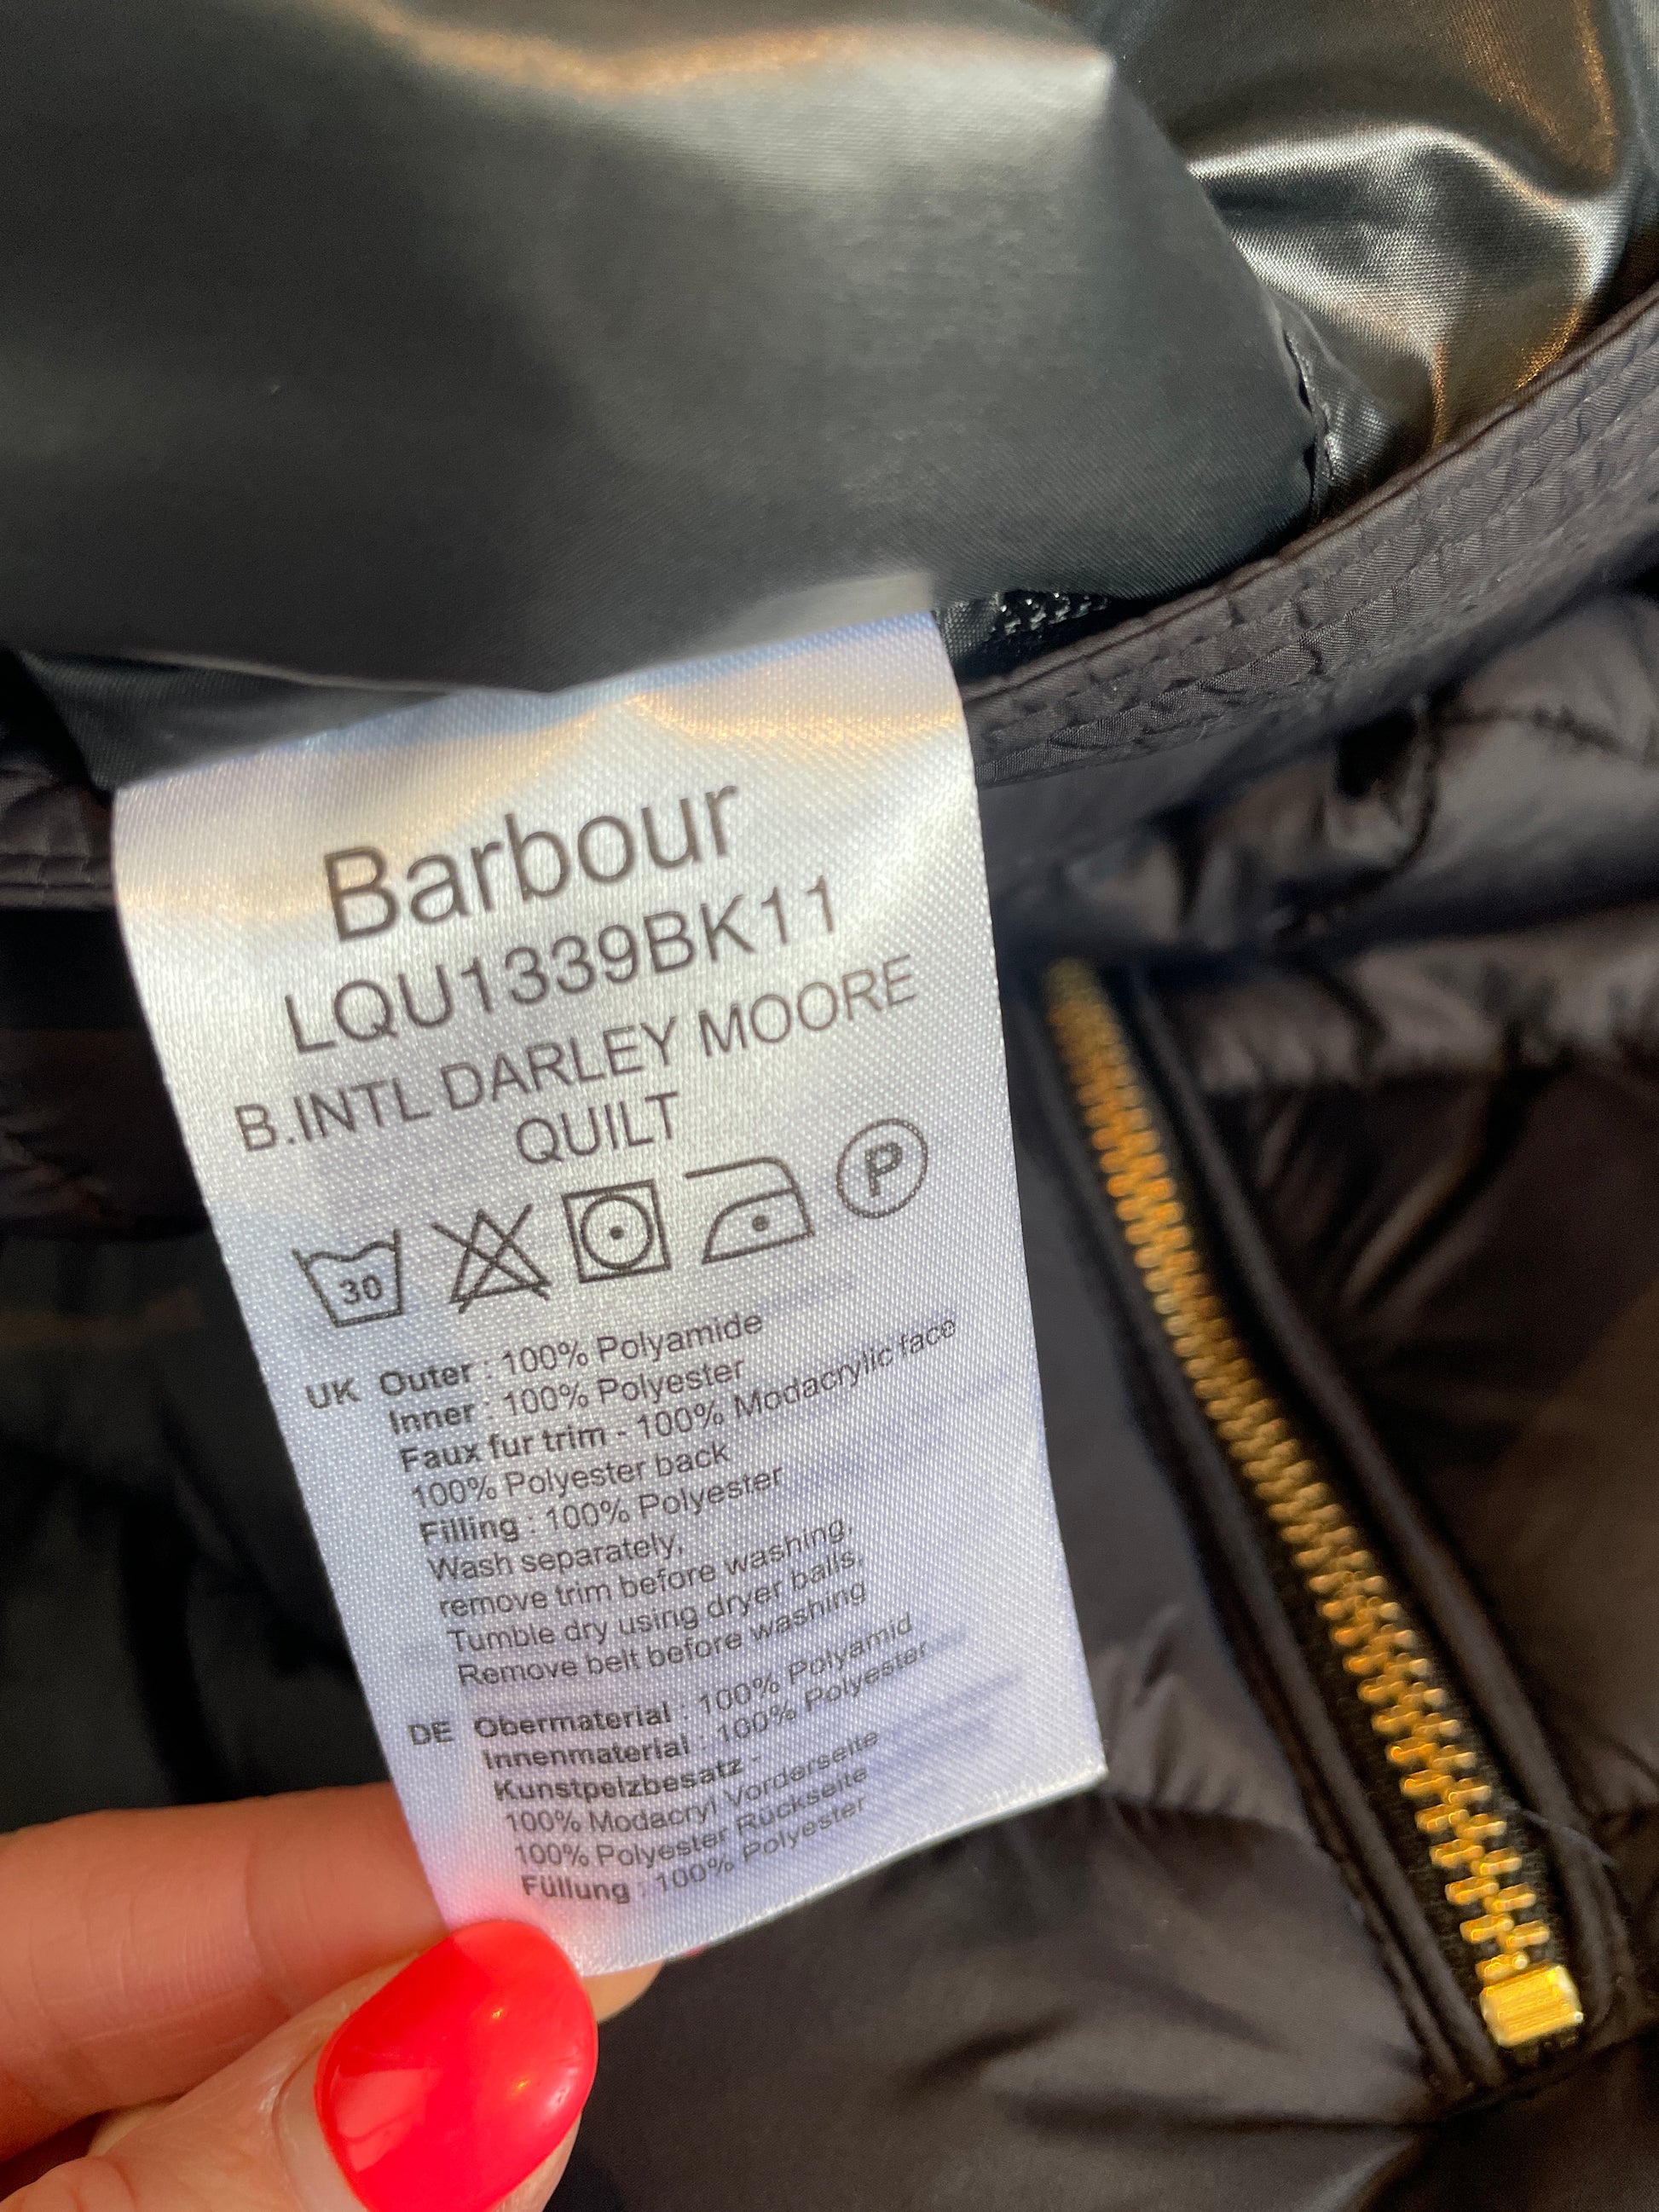 Barbour
LQU1339BK11
B.INTL DARLEY MOORE
QUILT
30 P
UK Outer : 100% Polyamide
Inner : 100% Polyester
Faux fur trim - 100% Modacrylic face
100% Polyester back
Filling : 100% Polyester
Wash separately,
remove trim before washing,
Tumble dry using dryer balls,
Remove belt before washing
DE Obermaterial : 100% Polyamid
Innenmaterial : 100% Polyester
Kunstpelzbesatz -
100% Modacryl Vorderseite
100% Polyester Rückseite
Füllung : 100% Polyester